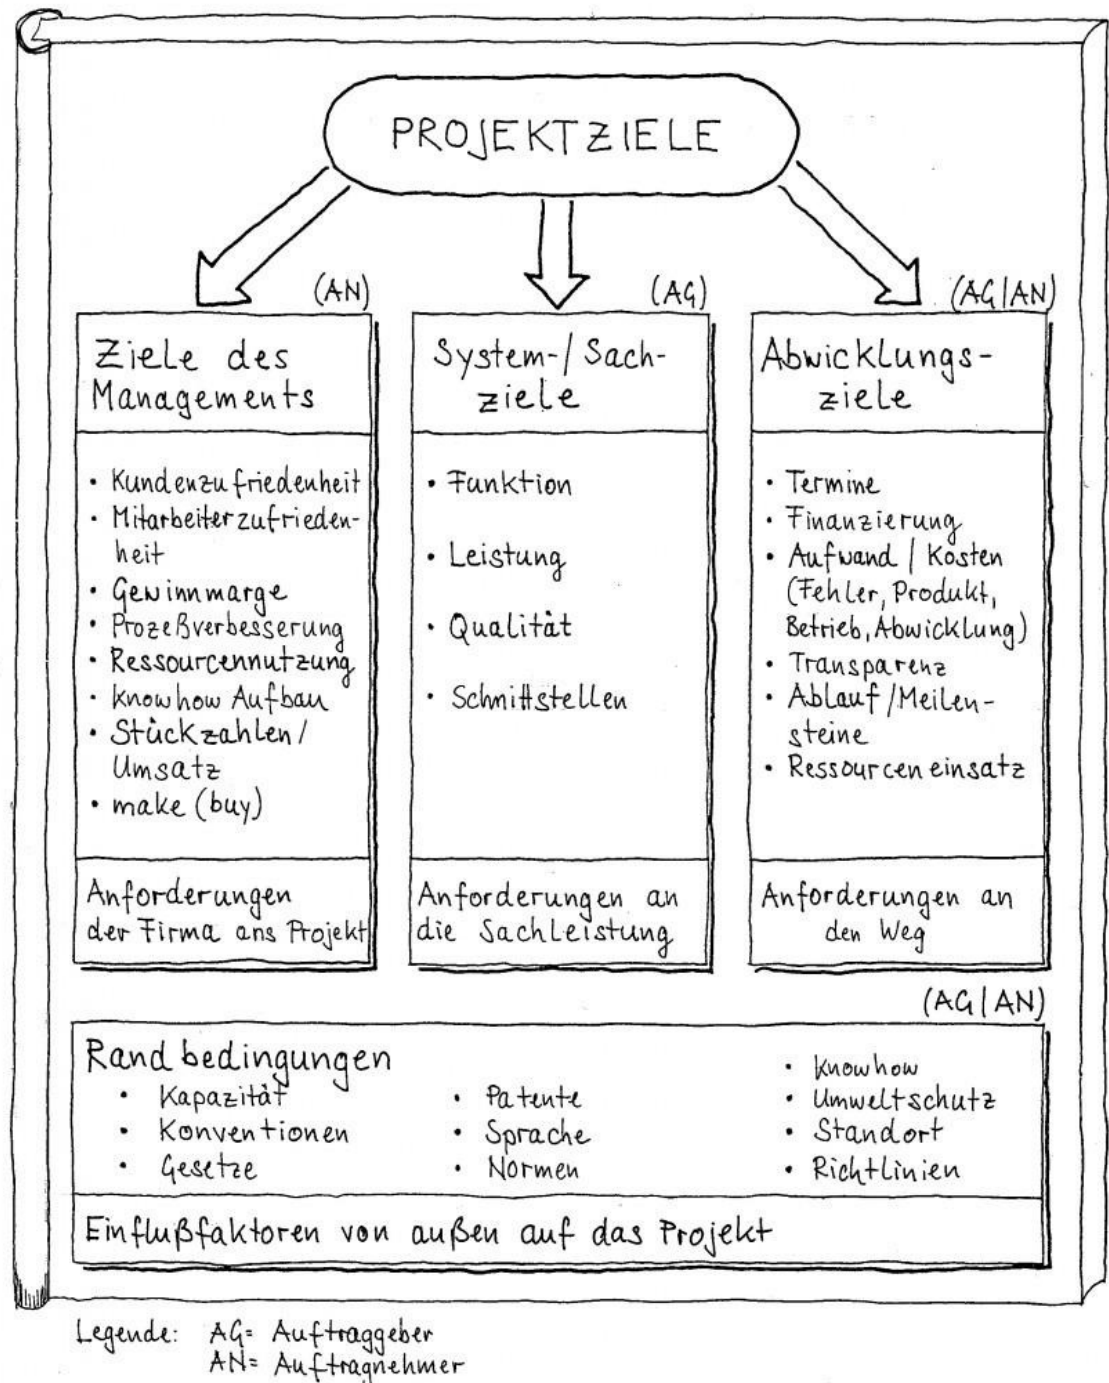 PROJEKTZIELE
(AN)
Ziele des
Managements
• Kundenzufriedenheit
• Mitarbeiterzufrieden-
heit
• Gewinnmarge
• Prozeßverbesserung
• Ressourcennutzung
• Knowhow Aufbau
• Stückzahlen/
Umsatz
• make (buy)
Anforderungen
der Firma ans Projekt
(AG)
System-/Sach-
ziele
• Funktion
• Leistung
• Qualität
• Schnittstellen
Anforderungen an
die Sachleistung
(AG/AN)
Abwicklungs-
ziele
• Termine
• Finanzierung
• Aufwand / Kosten
(Fehler, Produkt,
Betrieb, Abwicklung)
• Transparenz
• Ablauf/Meilen-
steine
• Ressourceneinsatz
Anforderungen an
den Weg
(AG/AN)
Randbedingungen
• Kapazität
• Konventionen
• Gesetze
• Patente
• Sprache
• Normen
• Knowhow
• Umweltschutz
• Standort
• Richtlinien
Einflußfaktoren von außen auf das Projekt
Legende: AG= Auftraggeber
AN= Auftragnehmer